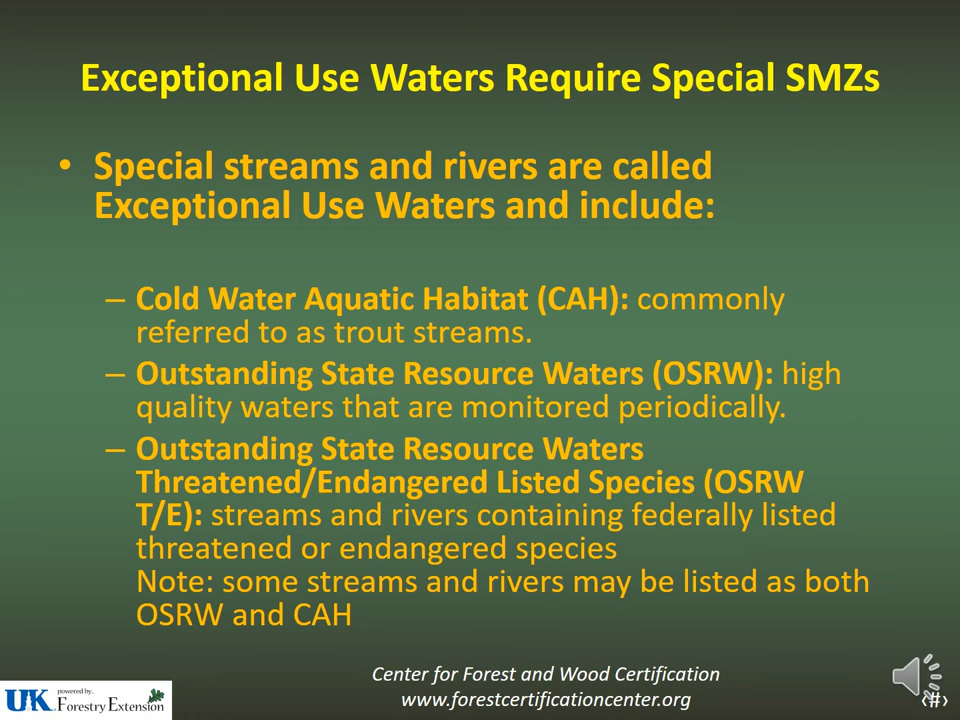 Exceptional Use Waters Require Special SMZs
• Special streams and rivers are called
Exceptional Use Waters and include:
– Cold Water Aquatic Habitat (CAH): commonly
referred to as trout streams.
– Outstanding State Resource Waters (OSRW): high
quality waters that are monitored periodically.
– Outstanding State Resource Waters
Threatened/Endangered Listed Species (OSRW
T/E): streams and rivers containing federally listed
threatened or endangered species
Note: some streams and rivers may be listed as both
OSRW and CAH
Center for Forest and Wood Certification
www.forestcertificationcenter.org
UK powered by... Forestry Extension
‹#›